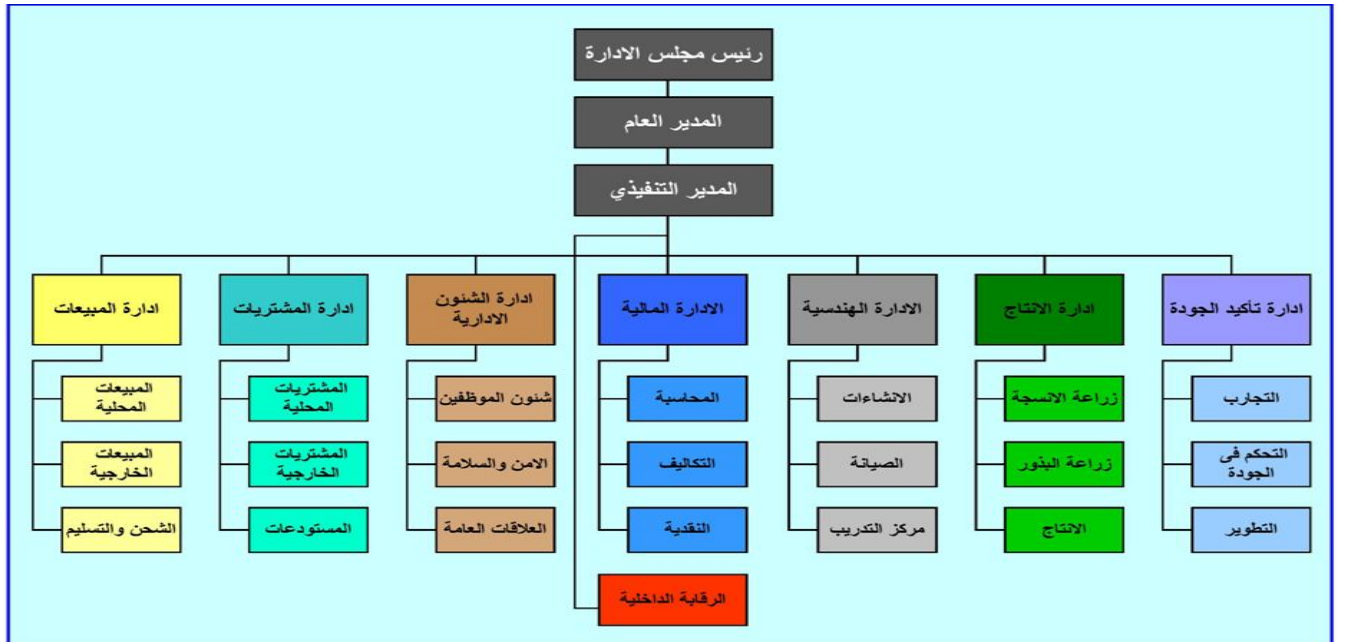 رئيس مجلس الادارة
المدير العام
المدير التنفيذي
ادارة تأكيد الجودة
ادارة الانتاج
الادارة الهندسية
الادارة المالية
ادارة الشئون
الادارية
ادارة المشتريات
ادارة المبيعات
التجارب
زراعة الانسجة
الانشاءات
المحاسبة
شئون الموظفين
المشتريات
المحلية
المبيعات
المحلية
التحكم فى
الجودة
زراعة البذور
الصيانة
التكاليف
الامن والسلامة
المشتريات
الخارجية
المبيعات
الخارجية
التطوير
الانتاج
مركز التدريب
النقدية
العلاقات العامة
المستودعات
الشحن والتسليم
الرقابة الداخلية